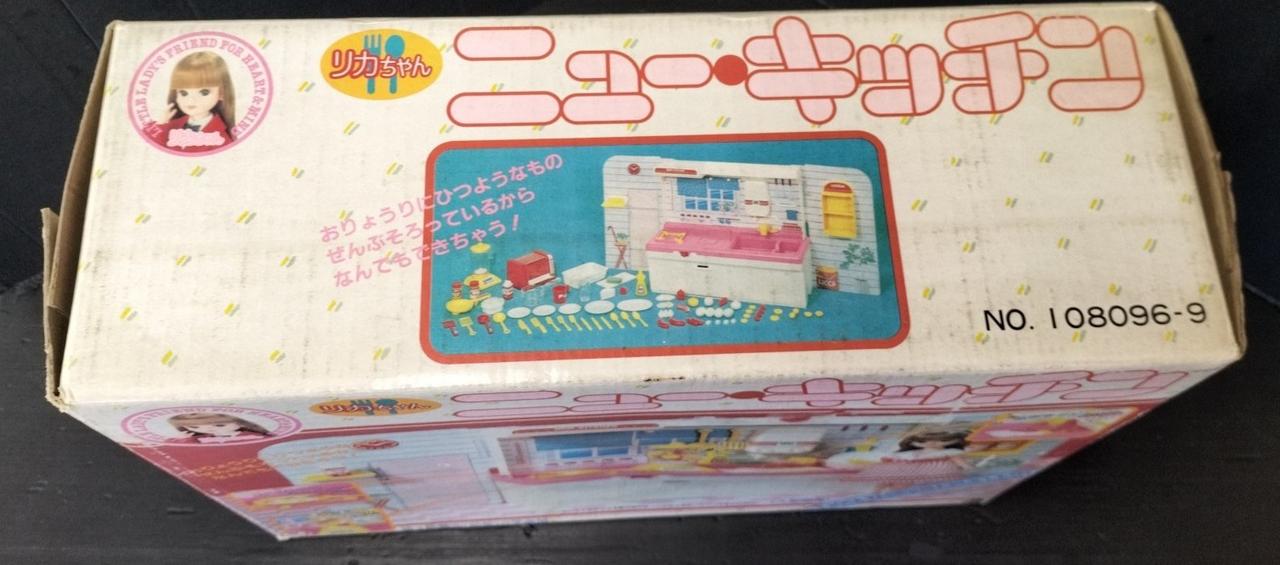 LITTLE LADY'S FRIEND FOR HEART & MIND
リカちゃん
ニュー・キッチン
おりょうりにひつようなもの
ぜんぶそろっているから
なんでもできちゃう!
NO. 108096-9
リカちゃん
ニュー・キッチン